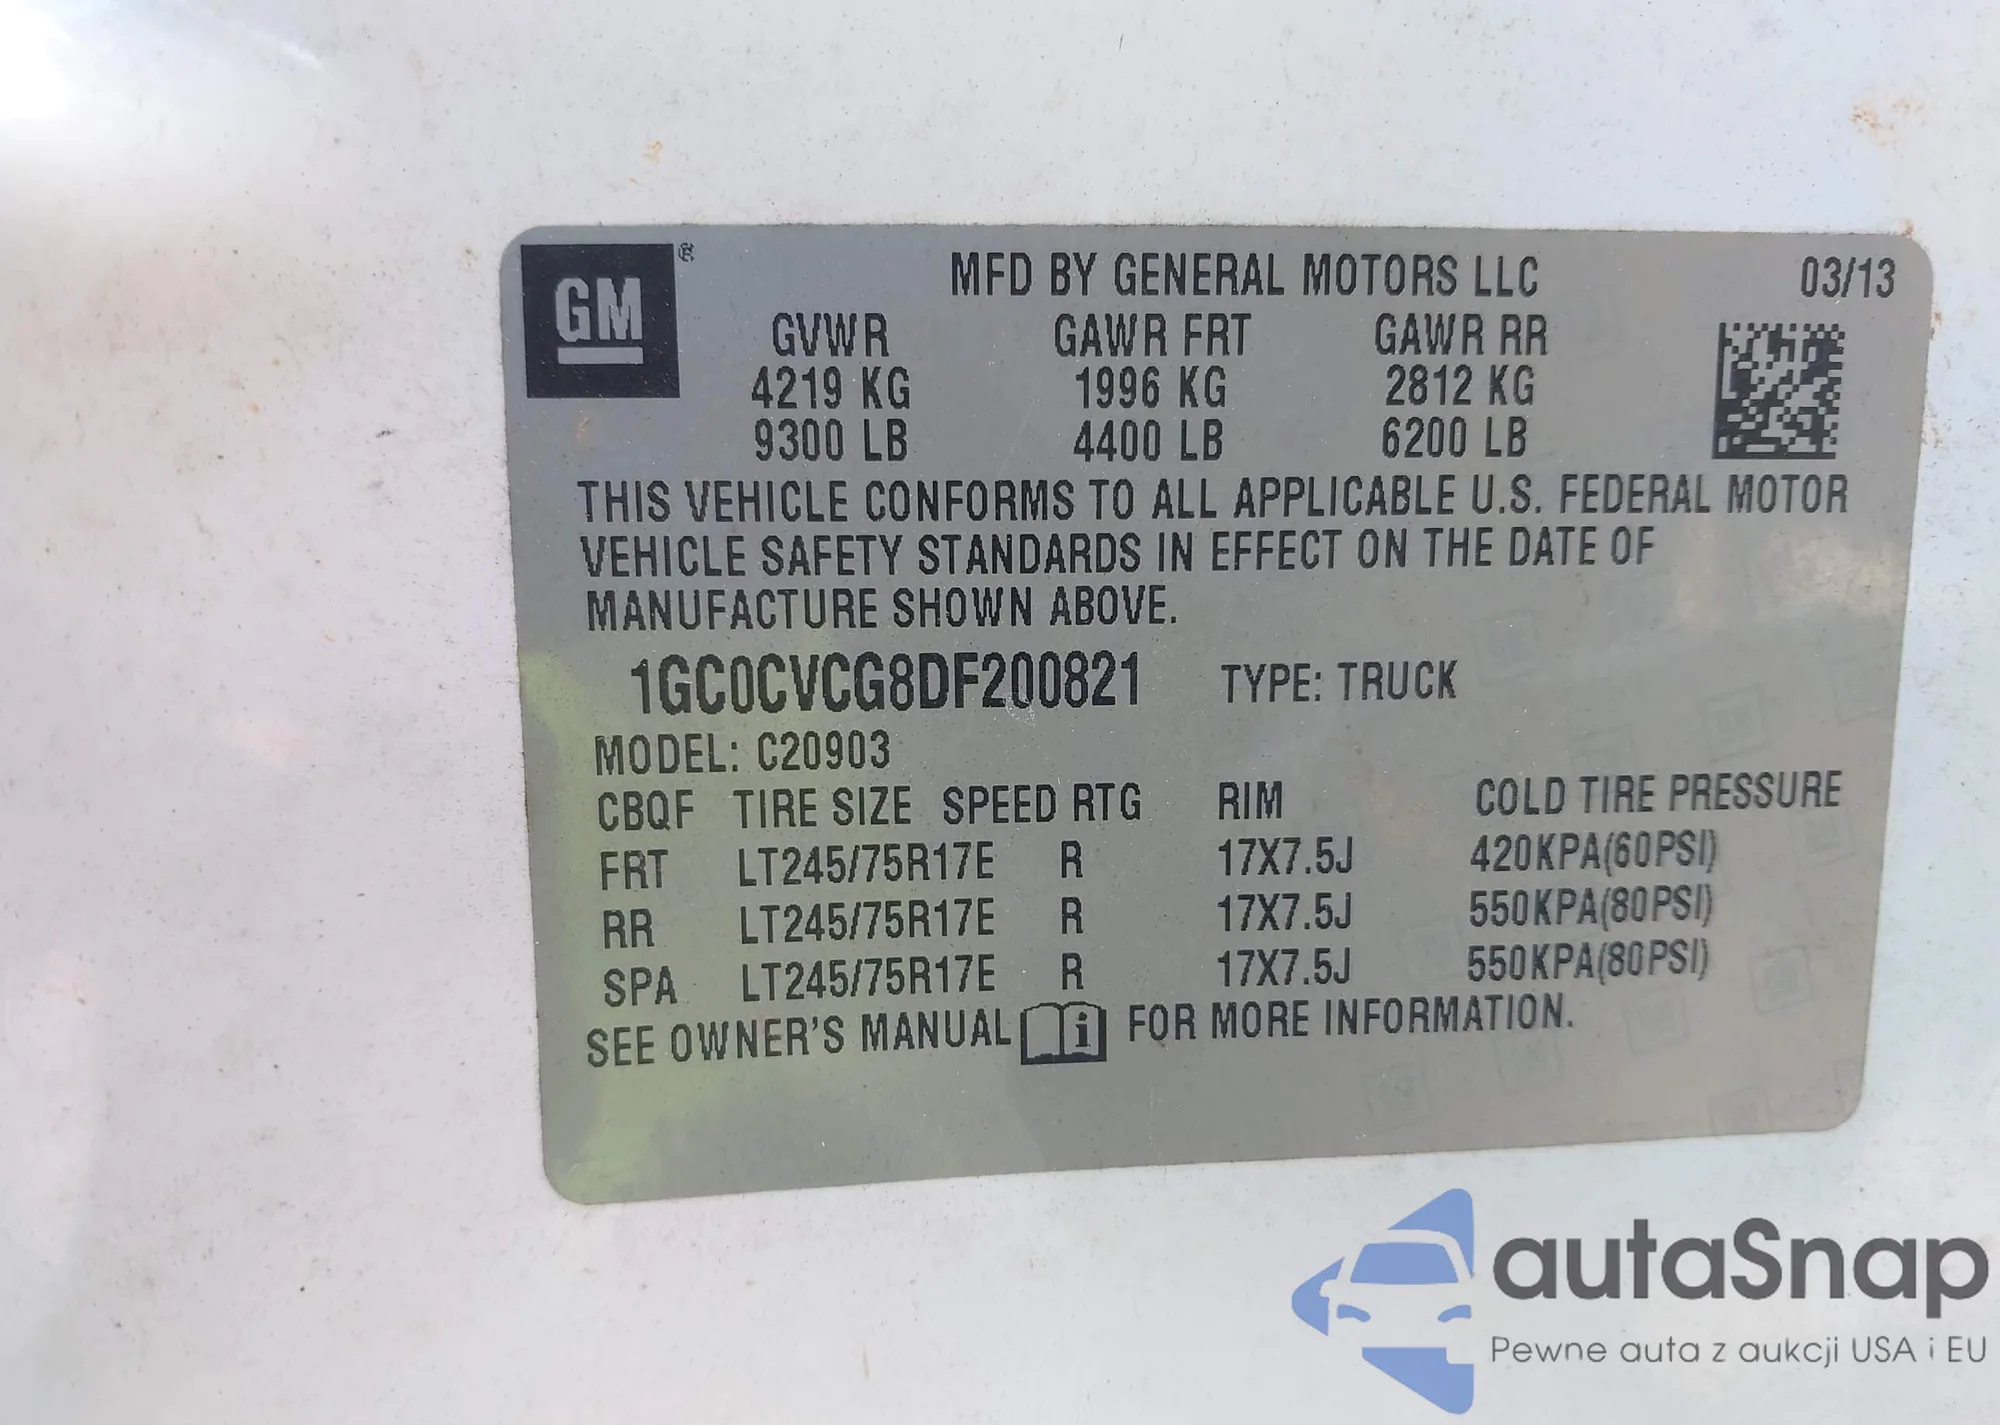 GM ®
MFD BY GENERAL MOTORS LLC 03/13
GVWR GAWR FRT GAWR RR
4219 KG 1996 KG 2812 KG
9300 LB 4400 LB 6200 LB
THIS VEHICLE CONFORMS TO ALL APPLICABLE U.S. FEDERAL MOTOR
VEHICLE SAFETY STANDARDS IN EFFECT ON THE DATE OF
MANUFACTURE SHOWN ABOVE.
1GC0CVCG8DF200821 TYPE: TRUCK
MODEL: C20903
CBQF TIRE SIZE SPEED RTG RIM COLD TIRE PRESSURE
FRT LT245/75R17E R 17X7.5J 420KPA(60PSI)
RR LT245/75R17E R 17X7.5J 550KPA(80PSI)
SPA LT245/75R17E R 17X7.5J 550KPA(80PSI)
SEE OWNER'S MANUAL i FOR MORE INFORMATION.
autaSnap
Pewne auta z aukcji USA i EU